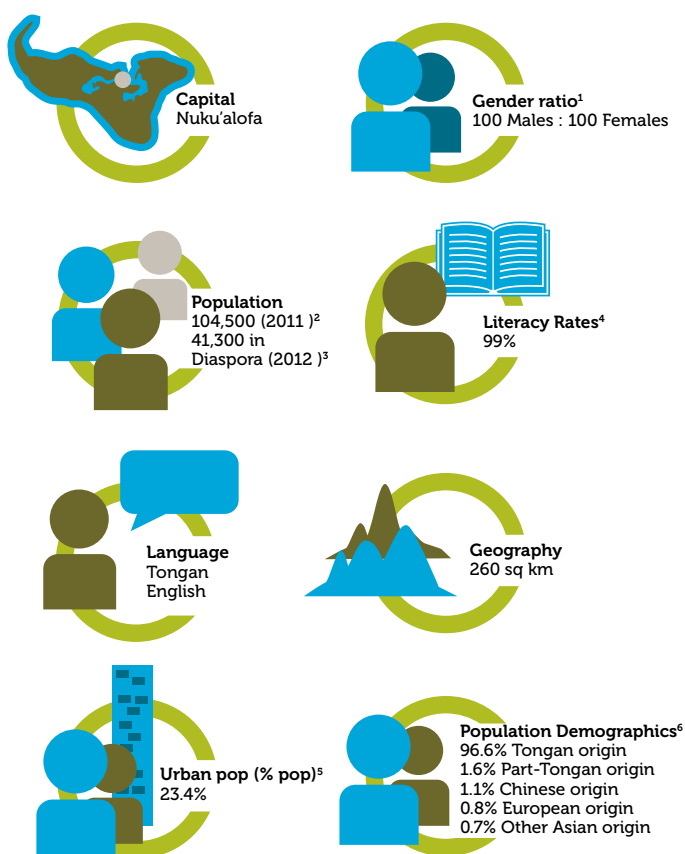 Capital
Nuku'alofa
Gender ratio¹
100 Males : 100 Females
Population
104,500 (2011 )²
41,300 in
Diaspora (2012 )³
Literacy Rates⁴
99%
Language
Tongan
English
Geography
260 sq km
Urban pop (% pop)⁵
23.4%
Population Demographics⁶
96.6% Tongan origin
1.6% Part-Tongan origin
1.1% Chinese origin
0.8% European origin
0.7% Other Asian origin